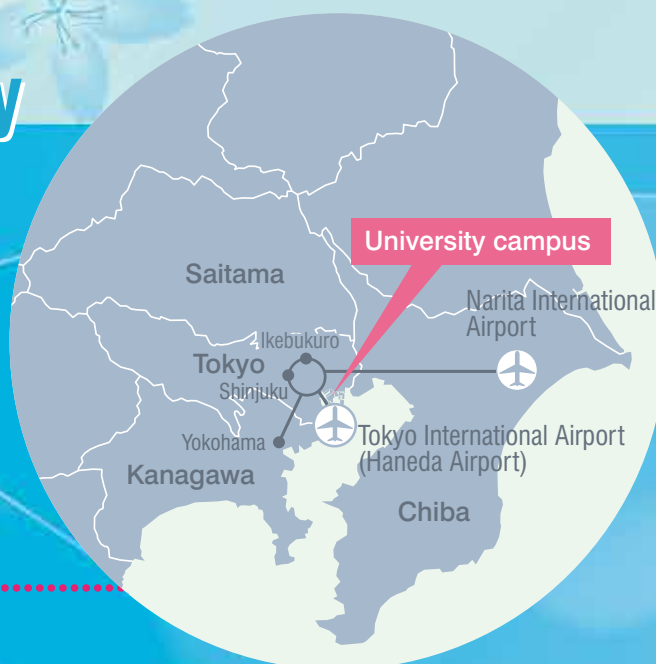 y
University campus
Saitama
Narita International
Airport
Ikebukuro
Tokyo
Shinjuku
Yokohama
Tokyo International Airport
(Haneda Airport)
Kanagawa
Chiba